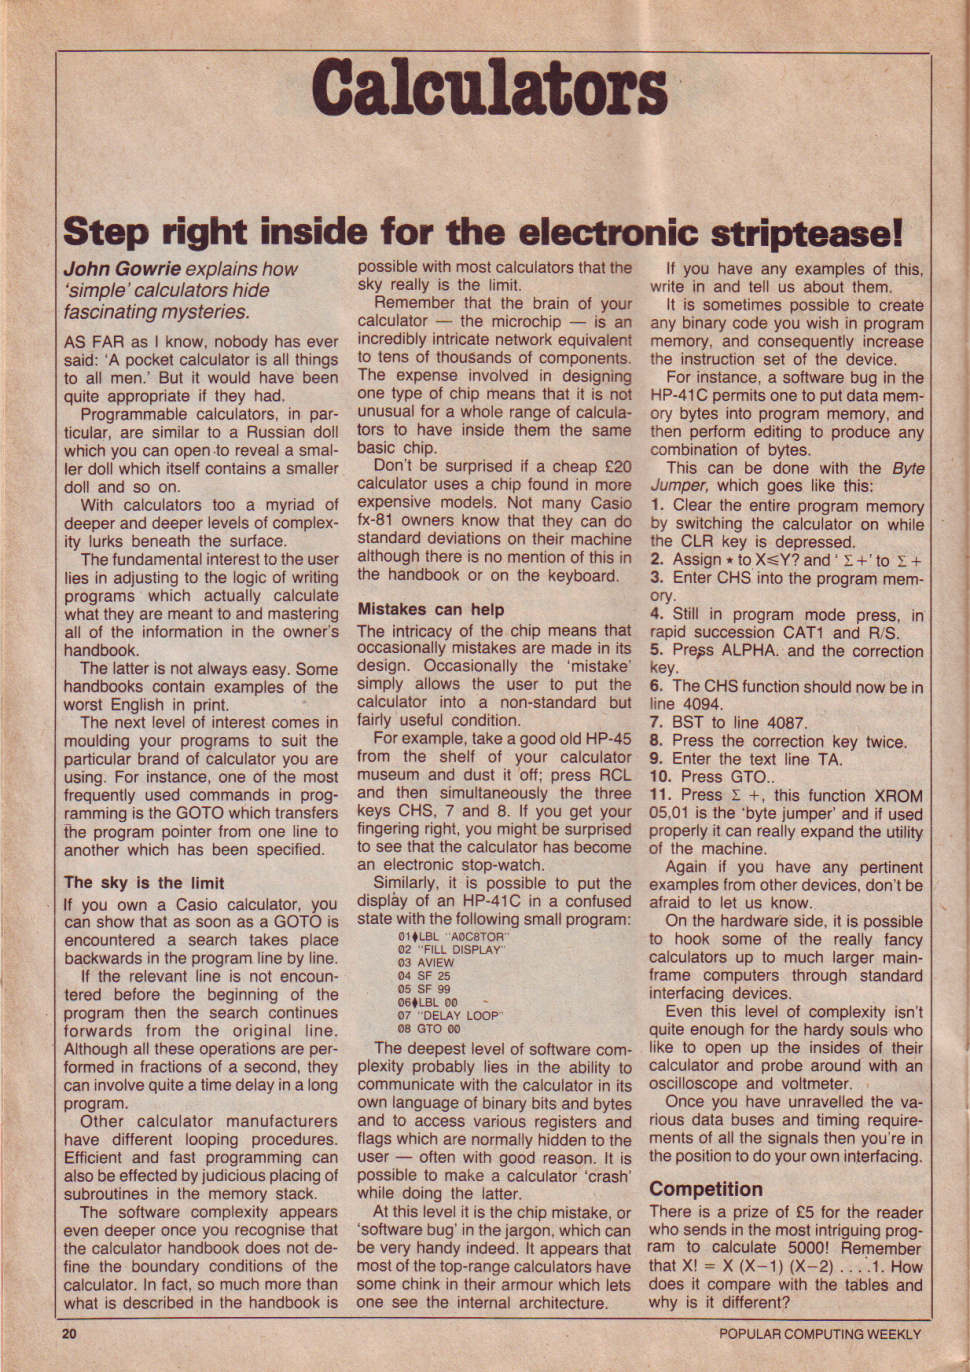 Calculators
Step right inside for the electronic striptease!
John Gowrie explains how
‘simple’ calculators hide
fascinating mysteries.
AS FAR as I know, nobody has ever
said: ‘A pocket calculator is all things
to all men.’ But it would have been
quite appropriate if they had.
Programmable calculators, in par-
ticular, are similar to a Russian doll
which you can open to reveal a smal-
ler doll which itself contains a smaller
doll and so on.
With calculators too a myriad of
deeper and deeper levels of complex-
ity lurks beneath the surface.
The fundamental interest to the user
lies in adjusting to the logic of writing
programs which actually calculate
what they are meant to and mastering
all of the information in the owner's
handbook.
The latter is not always easy. Some
handbooks contain examples of the
worst English in print.
The next level of interest comes in
moulding your programs to suit the
particular brand of calculator you are
using. For instance, one of the most
frequently used commands in prog-
ramming is the GOTO which transfers
the program pointer from one line to
another which has been specified.
The sky is the limit
If you own a Casio calculator, you
can show that as soon as a GOTO is
encountered a search takes place
backwards in the program line by line.
If the relevant line is not encoun-
tered before the beginning of the
program then the search continues
forwards from the original line.
Although all these operations are per-
formed in fractions of a second, they
can involve quite a time delay in a long
program.
Other calculator manufacturers
have different looping procedures.
Efficient and fast programming can
also be effected by judicious placing of
subroutines in the memory stack.
The software complexity appears
even deeper once you recognise that
the calculator handbook does not de-
fine the boundary conditions of the
calculator. In fact, so much more than
what is described in the handbook is
possible with most calculators that the
sky really is the limit.
Remember that the brain of your
calculator — the microchip — is an
incredibly intricate network equivalent
to tens of thousands of components.
The expense involved in designing
one type of chip means that it is not
unusual for a whole range of calcula-
tors to have inside them the same
basic chip.
Don't be surprised if a cheap £20
calculator uses a chip found in more
expensive models. Not many Casio
fx-81 owners know that they can do
standard deviations on their machine
although there is no mention of this in
the handbook or on the keyboard.
Mistakes can help
The intricacy of the chip means that
occasionally mistakes are made in its
design. Occasionally the ‘mistake’
simply allows the user to put the
calculator into a non-standard but
fairly useful condition.
For example, take a good old HP-45
from the shelf of your calculator
museum and dust it off; press RCL
and then simultaneously the three
keys CHS, 7 and 8. If you get your
fingering right, you might be surprised
to see that the calculator has become
an electronic stop-watch.
Similarly, it is possible to put the
display of an HP-41C in a confused
state with the following small program:
01♦LBL "A0C8TOR"
02 "FILL DISPLAY"
03 AVIEW
04 SF 25
05 SF 99
06♦LBL 00
07 "DELAY LOOP"
08 GTO 00
The deepest level of software com-
plexity probably lies in the ability to
communicate with the calculator in its
own language of binary bits and bytes
and to access various registers and
flags which are normally hidden to the
user — often with good reason. It is
possible to make a calculator ‘crash’
while doing the latter.
At this level it is the chip mistake, or
‘software bug’ in the jargon, which can
be very handy indeed. It appears that
most of the top-range calculators have
some chink in their armour which lets
one see the internal architecture.
If you have any examples of this,
write in and tell us about them.
It is sometimes possible to create
any binary code you wish in program
memory, and consequently increase
the instruction set of the device.
For instance, a software bug in the
HP-41C permits one to put data mem-
ory bytes into program memory, and
then perform editing to produce any
combination of bytes.
This can be done with the Byte
Jumper, which goes like this:
1. Clear the entire program memory
by switching the calculator on while
the CLR key is depressed.
2. Assign ⋆ to X⩽Y? and ‘ Σ+’ to Σ+
3. Enter CHS into the program mem-
ory.
4. Still in program mode press, in
rapid succession CAT1 and R/S.
5. Press ALPHA. and the correction
key.
6. The CHS function should now be in
line 4094.
7. BST to line 4087.
8. Press the correction key twice.
9. Enter the text line TA.
10. Press GTO..
11. Press Σ +, this function XROM
05,01 is the ‘byte jumper’ and if used
properly it can really expand the utility
of the machine.
Again if you have any pertinent
examples from other devices, don't be
afraid to let us know.
On the hardware side, it is possible
to hook some of the really fancy
calculators up to much larger main-
frame computers through standard
interfacing devices.
Even this level of complexity isn't
quite enough for the hardy souls who
like to open up the insides of their
calculator and probe around with an
oscilloscope and voltmeter.
Once you have unravelled the va-
rious data buses and timing require-
ments of all the signals then you're in
the position to do your own interfacing.
Competition
There is a prize of £5 for the reader
who sends in the most intriguing prog-
ram to calculate 5000! Remember
that X! = X (X−1) (X−2) . . . .1. How
does it compare with the tables and
why is it different?
20
POPULAR COMPUTING WEEKLY